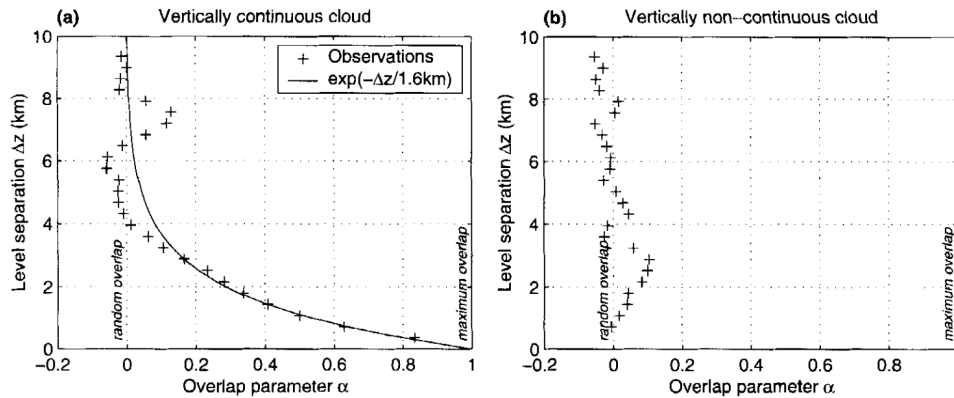 (a) Vertically continuous cloud
10
8
6
4
2
0
Level separation Δz (km)
+ Observations
exp(−Δz/1.6km)
random overlap
maximum overlap
−0.2 0 0.2 0.4 0.6 0.8 1
Overlap parameter α
(b) Vertically non−continuous cloud
10
8
6
4
2
0
Level separation Δz (km)
random overlap
maximum overlap
−0.2 0 0.2 0.4 0.6 0.8
Overlap parameter α